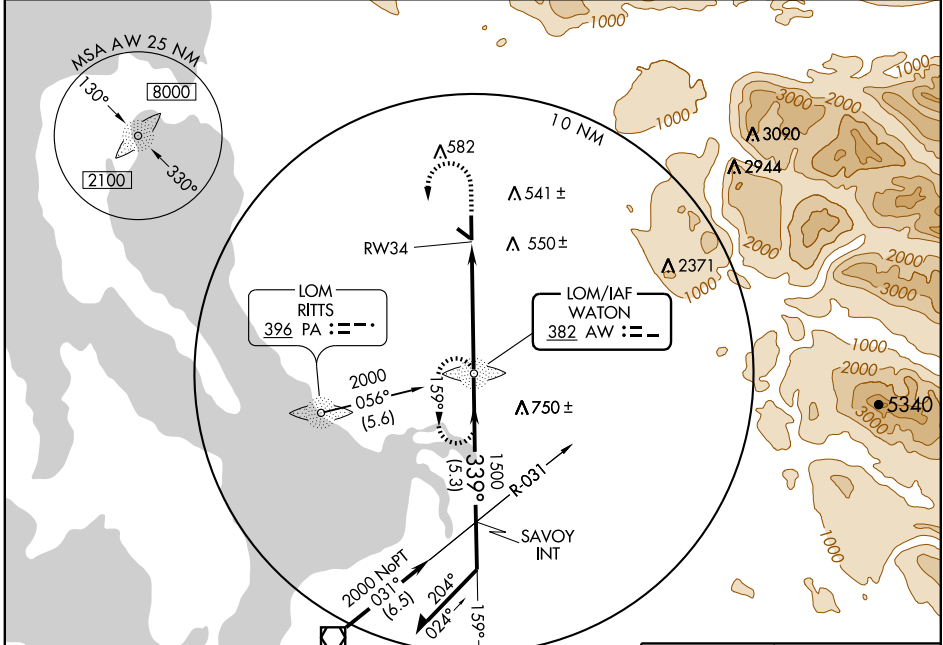 MSA AW 25 NM
130°
8000
2100
330°
10 NM
582
541 ±
550 ±
RW34
LOM
RITTS
396 PA
LOM/IAF
WATON
382 AW
2000
056°
(5.6)
159°
750 ±
1500
339°
(5.3)
R-031
SAVOY
INT
2000 NoPT
031°
(6.5)
204°
024°
159°
1000
1000
1000
3000
2000
1000
3090
2944
2000
2371
1000
2000
3000
1000
2000
3000
5340
1000